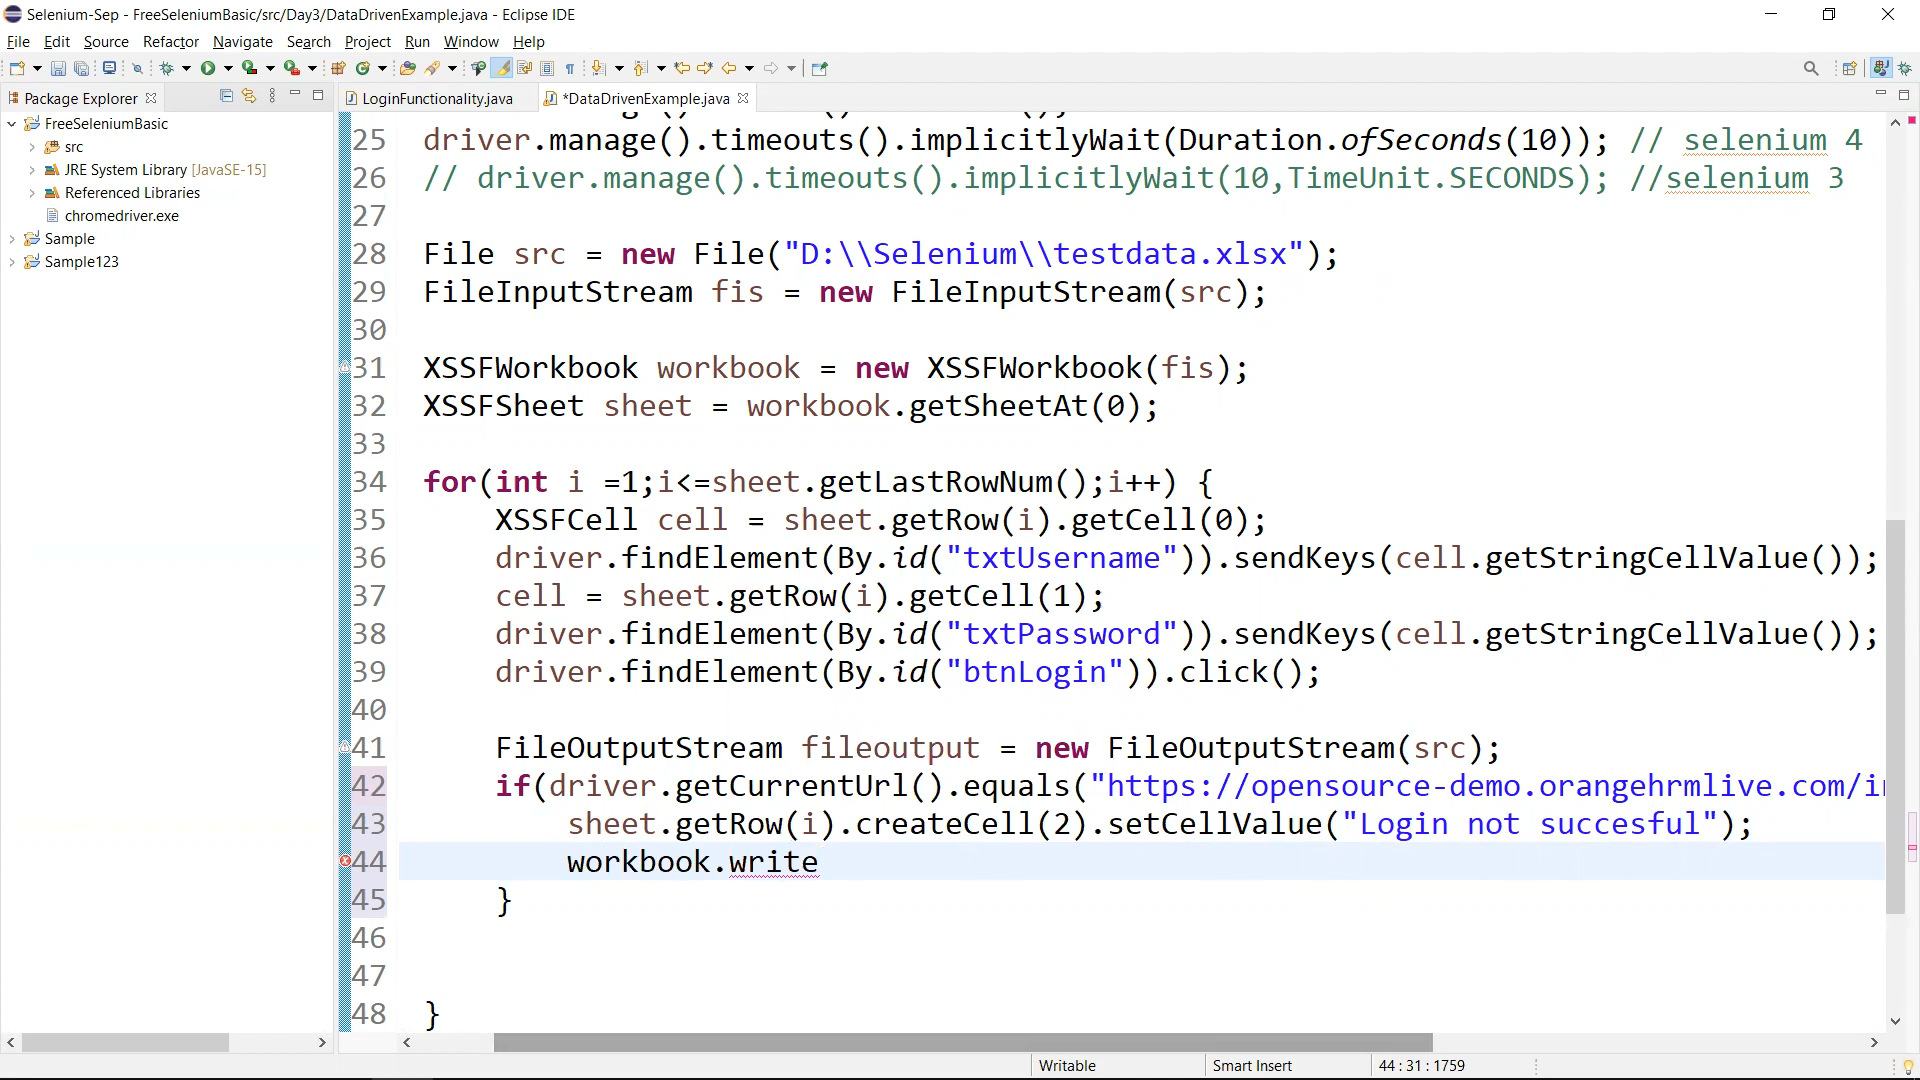 Selenium-Sep - FreeSeleniumBasic/src/Day3/DataDrivenExample.java - Eclipse IDE
File Edit Source Refactor Navigate Search Project Run Window Help
Package Explorer
LoginFunctionality.java
*DataDrivenExample.java
FreeSeleniumBasic
src
JRE System Library [JavaSE-15]
Referenced Libraries
chromedriver.exe
Sample
Sample123
25 driver.manage().timeouts().implicitlyWait(Duration.ofSeconds(10)); // selenium 4
26 // driver.manage().timeouts().implicitlyWait(10,TimeUnit.SECONDS); //selenium 3
27
28 File src = new File("D:\\Selenium\\testdata.xlsx");
29 FileInputStream fis = new FileInputStream(src);
30
31 XSSFWorkbook workbook = new XSSFWorkbook(fis);
32 XSSFSheet sheet = workbook.getSheetAt(0);
33
34 for(int i =1;i<=sheet.getLastRowNum();i++) {
35 XSSFCell cell = sheet.getRow(i).getCell(0);
36 driver.findElement(By.id("txtUsername")).sendKeys(cell.getStringCellValue());
37 cell = sheet.getRow(i).getCell(1);
38 driver.findElement(By.id("txtPassword")).sendKeys(cell.getStringCellValue());
39 driver.findElement(By.id("btnLogin")).click();
40
41 FileOutputStream fileoutput = new FileOutputStream(src);
42 if(driver.getCurrentUrl().equals("https://opensource-demo.orangehrmlive.com/i
43 sheet.getRow(i).createCell(2).setCellValue("Login not succesful");
44 workbook.write
45 }
46
47
48 }
Writable Smart Insert 44 : 31 : 1759